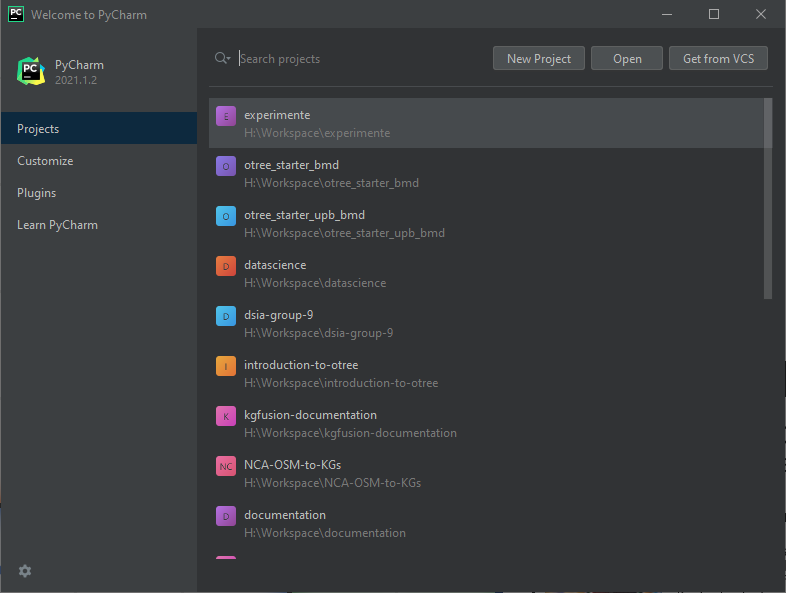 PC Welcome to PyCharm
PC PyCharm
2021.1.2
Search projects
New Project
Open
Get from VCS
Projects
Customize
Plugins
Learn PyCharm
E experimente
H:\Workspace\experimente
O otree_starter_bmd
H:\Workspace\otree_starter_bmd
O otree_starter_upb_bmd
H:\Workspace\otree_starter_upb_bmd
D datascience
H:\Workspace\datascience
D dsia-group-9
H:\Workspace\dsia-group-9
I introduction-to-otree
H:\Workspace\introduction-to-otree
K kgfusion-documentation
H:\Workspace\kgfusion-documentation
NC NCA-OSM-to-KGs
H:\Workspace\NCA-OSM-to-KGs
D documentation
H:\Workspace\documentation